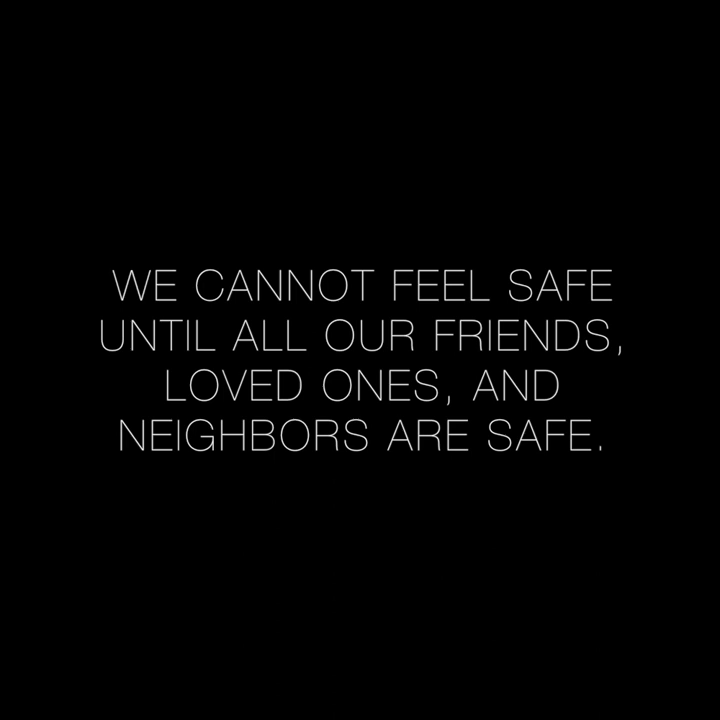 WE CANNOT FEEL SAFE
UNTIL ALL OUR FRIENDS,
LOVED ONES, AND
NEIGHBORS ARE SAFE.